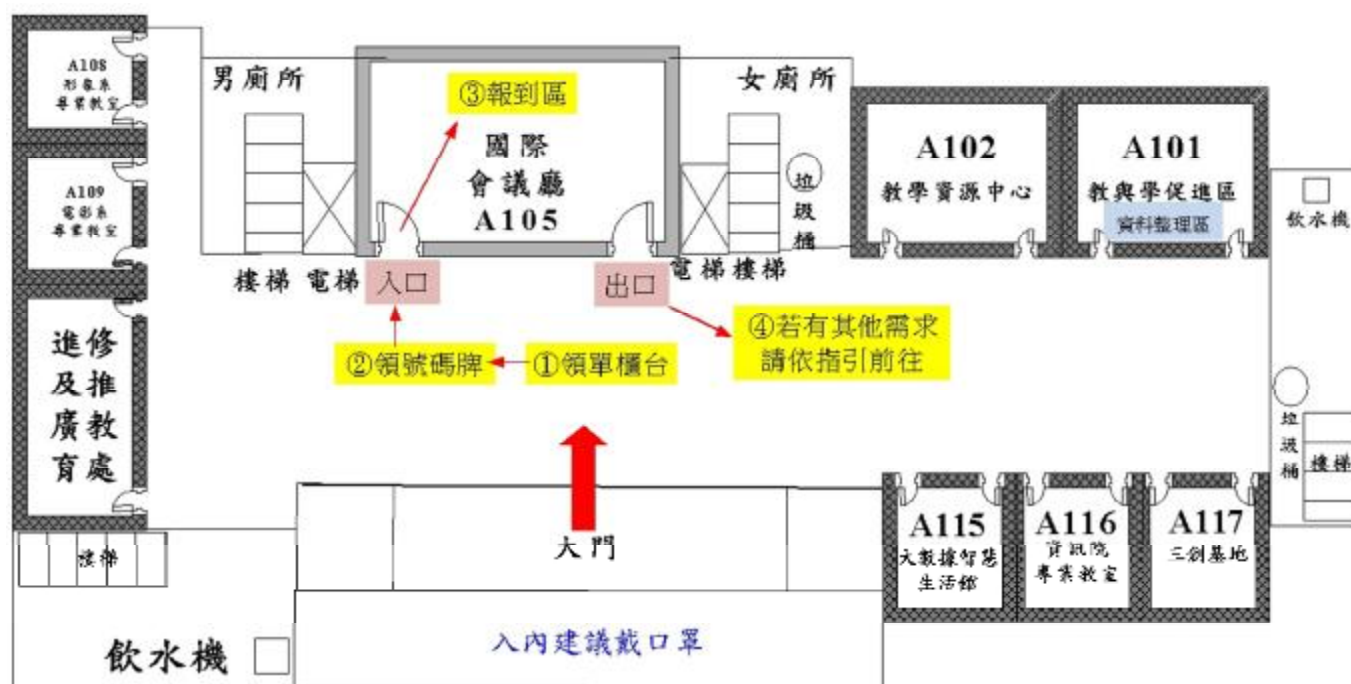 A108
形象系
專業教室
男廁所
③報到區
國際
會議廳
A105
女廁所
垃圾桶
A102
教學資源中心
A101
教與學促進區
資料整理區
飲水機
A109
電影系
專業教室
樓梯
電梯
入口
出口
電梯
樓梯
②領號碼牌
①領單櫃台
④若有其他需求
請依指引前往
進修
及推
廣教
育處
垃圾桶
樓梯
大門
A115
大數據智慧
生活館
A116
資訊院
專業教室
A117
三創基地
樓梯
飲水機
入內建議戴口罩